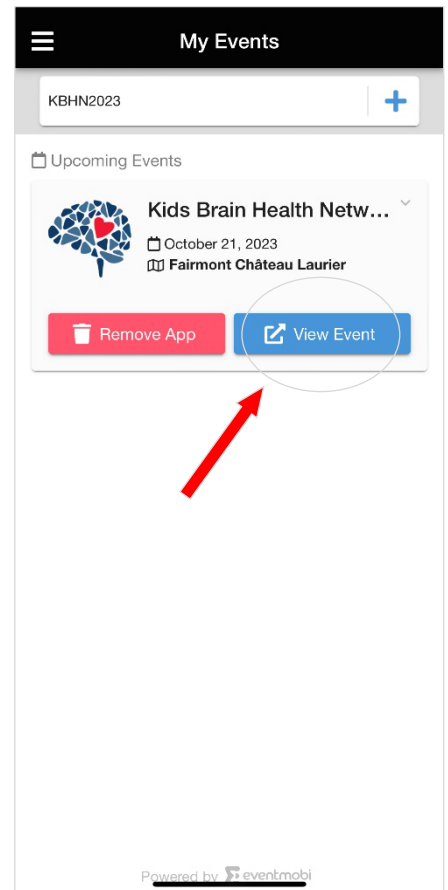 My Events
KBHN2023
Upcoming Events
Kids Brain Health Netw...
October 21, 2023
Fairmont Château Laurier
Remove App
View Event
Powered by eventmobi